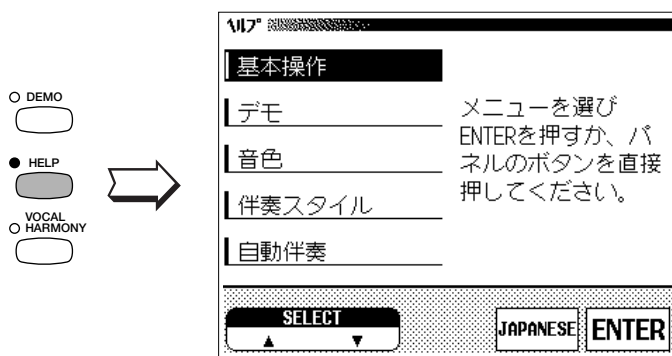 DEMO
HELP
VOCAL
HARMONY
ﾍﾙﾌﾟ
基本操作
デモ
音色
伴奏スタイル
自動伴奏
メニューを選び
ENTERを押すか、パ
ネルのボタンを直接
押してください。
SELECT
▲ ▼
JAPANESE
ENTER